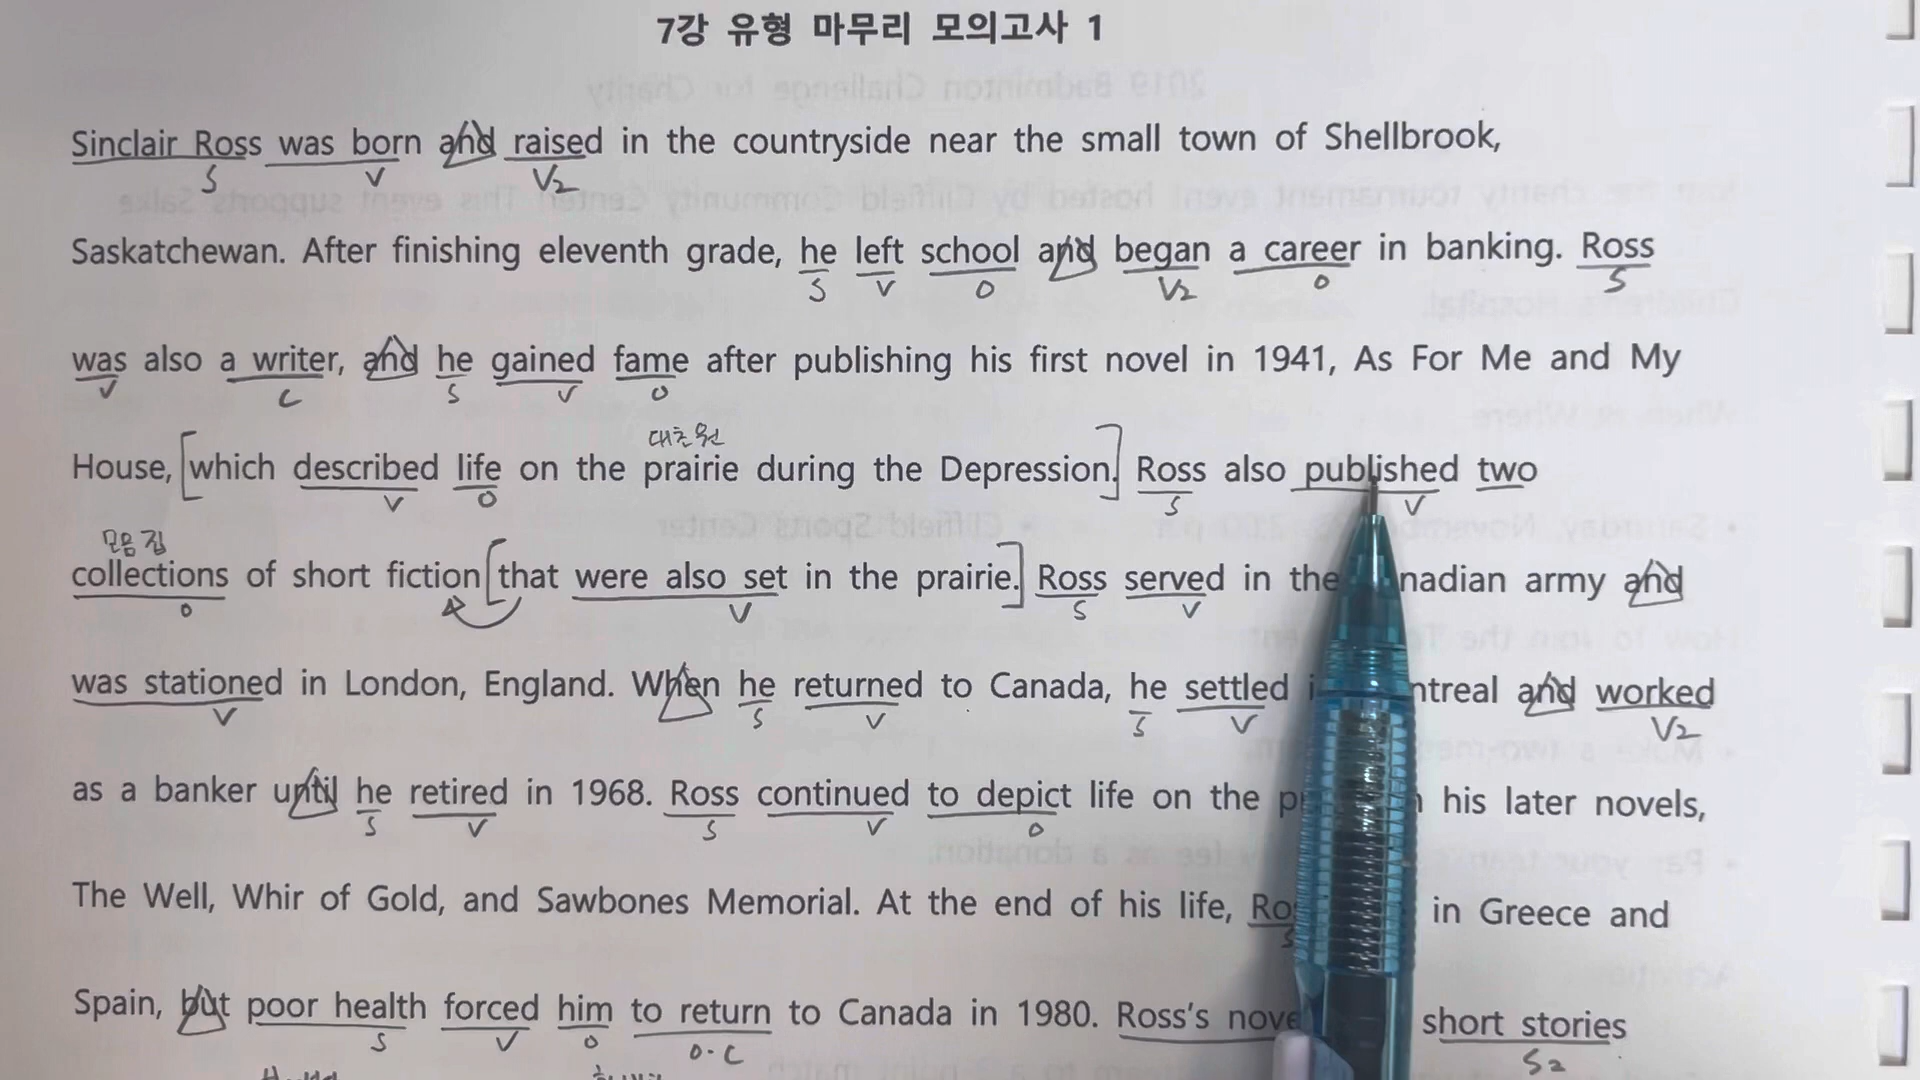 7강 유형 마무리 모의고사 1
Sinclair Ross was born and raised in the countryside near the small town of Shellbrook,
S V V2
Saskatchewan. After finishing eleventh grade, he left school and began a career in banking. Ross
S V O V2 O S
was also a writer, and he gained fame after publishing his first novel in 1941, As For Me and My
V C S V O
대초원
House, [which described life on the prairie during the Depression.] Ross also published two
V O S V
모음집
collections of short fiction [that were also set in the prairie.] Ross served in the nadian army and
O V S V
was stationed in London, England. When he returned to Canada, he settled ntreal and worked
V S V S V V2
as a banker until he retired in 1968. Ross continued to depict life on the p his later novels,
S V S V O
The Well, Whir of Gold, and Sawbones Memorial. At the end of his life, Ro in Greece and
S
Spain, but poor health forced him to return to Canada in 1980. Ross's nove short stories
S V O O.C S2